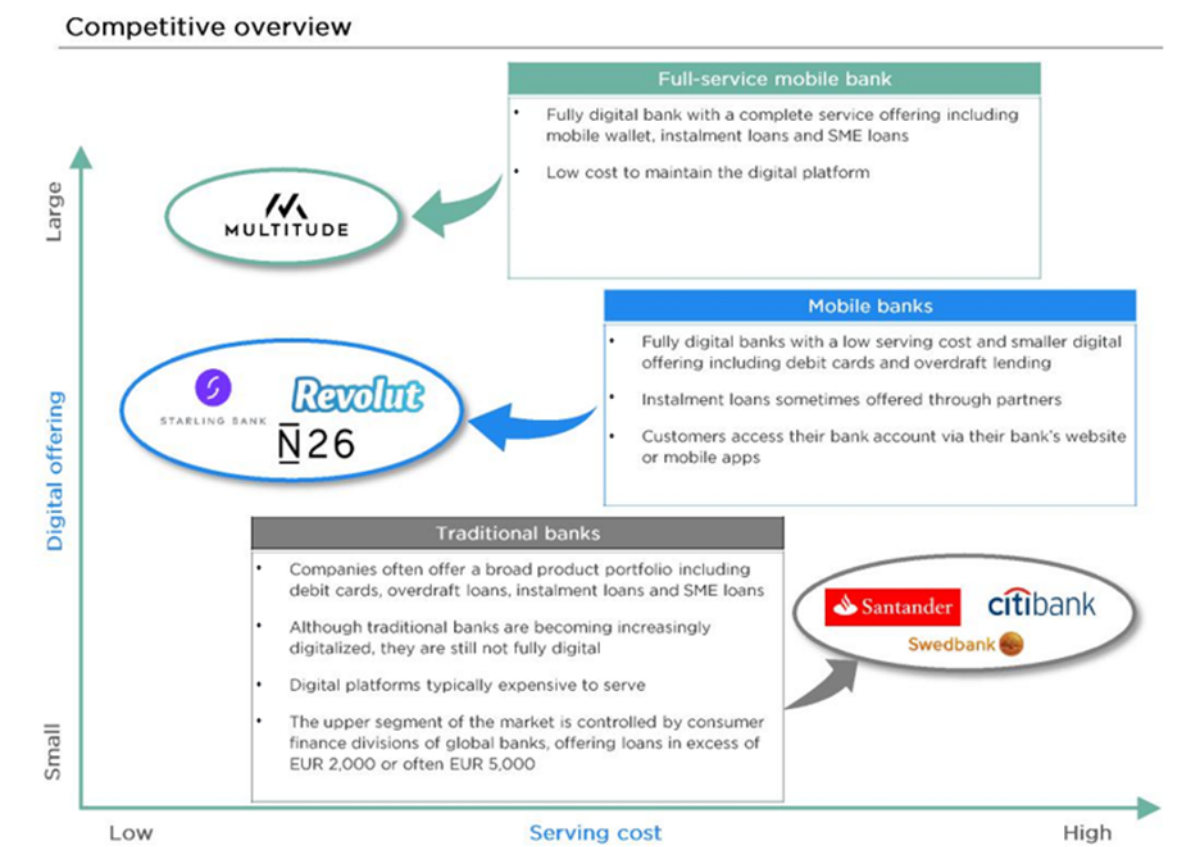 Competitive overview
Full-service mobile bank
• Fully digital bank with a complete service offering including
mobile wallet, instalment loans and SME loans
• Low cost to maintain the digital platform
Large
MULTITUDE
Mobile banks
• Fully digital banks with a low serving cost and smaller digital
offering including debit cards and overdraft lending
• Instalment loans sometimes offered through partners
• Customers access their bank account via their bank's website
or mobile apps
STARLING BANK
Revolut
N26
Digital offering
Traditional banks
• Companies often offer a broad product portfolio including
debit cards, overdraft loans, instalment loans and SME loans
• Although traditional banks are becoming increasingly
digitalized, they are still not fully digital
• Digital platforms typically expensive to serve
• The upper segment of the market is controlled by consumer
finance divisions of global banks, offering loans in excess of
EUR 2,000 or often EUR 5,000
Santander
citibank
Swedbank
Small
Low
Serving cost
High